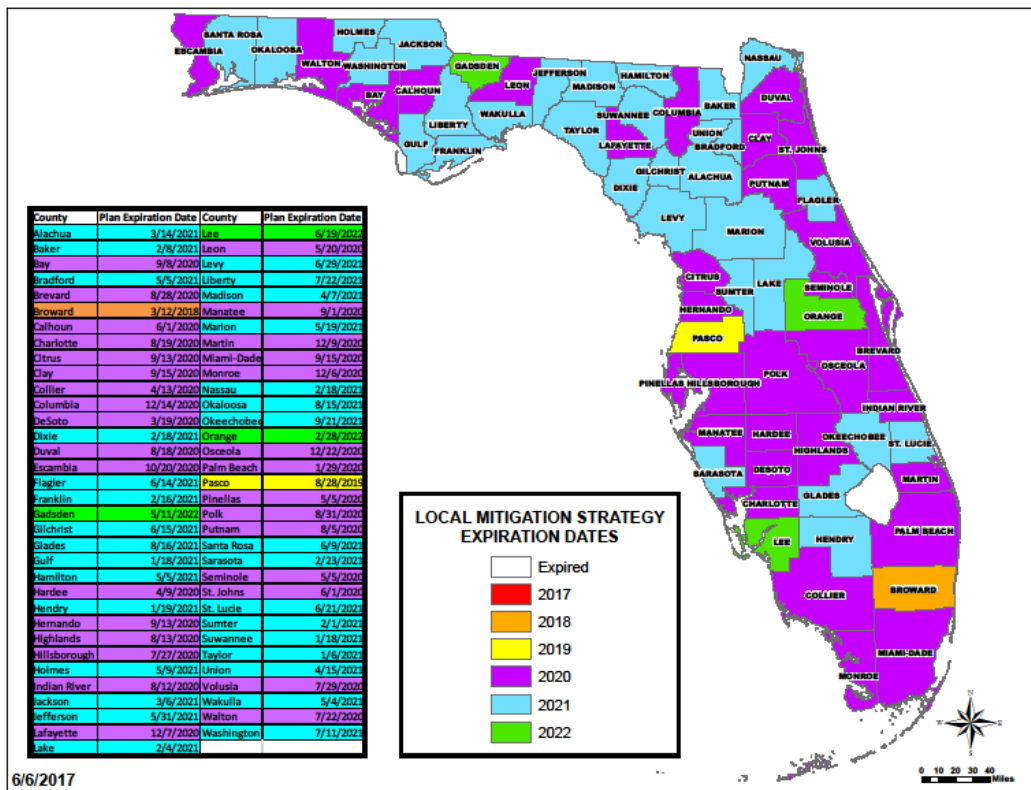 ESCAMBIA
SANTA ROSA
OKALOOSA
WALTON
HOLMES
WASHINGTON
BAY
JACKSON
CALHOUN
GULF
LIBERTY
FRANKLIN
GADSDEN
LEON
WAKULLA
JEFFERSON
MADISON
TAYLOR
HAMILTON
SUWANNEE
LAFAYETTE
DIXIE
COLUMBIA
GILCHRIST
BAKER
UNION
BRADFORD
ALACHUA
LEVY
NASSAU
DUVAL
CLAY
ST. JOHNS
PUTNAM
FLAGLER
MARION
VOLUSIA
CITRUS
SUMTER
LAKE
SEMINOLE
ORANGE
HERNANDO
PASCO
BREVARD
OSCEOLA
POLK
PINELLAS
HILLSBOROUGH
INDIAN RIVER
MANATEE
HARDEE
OKEECHOBEE
ST. LUCIE
HIGHLANDS
SARASOTA
DESOTO
MARTIN
CHARLOTTE
GLADES
PALM BEACH
LEE
HENDRY
COLLIER
BROWARD
MIAMI-DADE
MONROE
County Plan Expiration Date County Plan Expiration Date
Alachua 3/14/2021 Lee 6/19/2022
Baker 2/8/2021 Leon 5/20/2020
Bay 9/8/2020 Levy 6/29/2021
Bradford 5/5/2021 Liberty 7/22/2021
Brevard 8/28/2020 Madison 4/7/2021
Broward 3/12/2018 Manatee 9/1/2020
Calhoun 6/1/2020 Marion 5/19/2021
Charlotte 8/19/2020 Martin 12/9/2020
Citrus 9/13/2020 Miami-Dade 9/15/2020
Clay 9/15/2020 Monroe 12/6/2020
Collier 4/13/2020 Nassau 2/18/2021
Columbia 12/14/2020 Okaloosa 8/15/2021
DeSoto 3/19/2020 Okeechobee 9/21/2021
Dixie 2/18/2021 Orange 2/28/2022
Duval 8/18/2020 Osceola 12/22/2020
Escambia 10/20/2020 Palm Beach 1/29/2020
Flagler 6/14/2021 Pasco 8/28/2019
Franklin 2/16/2021 Pinellas 5/5/2020
Gadsden 5/11/2022 Polk 8/31/2020
Gilchrist 6/15/2021 Putnam 8/5/2020
Glades 8/16/2021 Santa Rosa 6/9/2021
Gulf 1/18/2021 Sarasota 2/23/2021
Hamilton 5/5/2021 Seminole 5/5/2020
Hardee 4/9/2020 St. Johns 6/1/2020
Hendry 1/19/2021 St. Lucie 6/21/2021
Hernando 9/13/2020 Sumter 2/1/2021
Highlands 8/13/2020 Suwannee 1/18/2021
Hillsborough 7/27/2020 Taylor 1/6/2021
Holmes 5/9/2021 Union 4/15/2021
Indian River 8/12/2020 Volusia 7/29/2020
Jackson 3/6/2021 Wakulla 5/4/2021
Jefferson 5/31/2021 Walton 7/22/2020
Lafayette 12/7/2020 Washington 7/11/2021
Lake 2/4/2021
LOCAL MITIGATION STRATEGY
EXPIRATION DATES
Expired
2017
2018
2019
2020
2021
2022
N
W E
S
0 10 20 30 40
Miles
6/6/2017